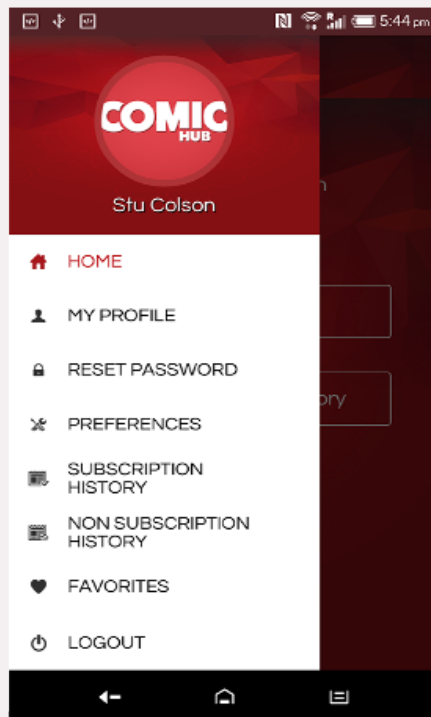 5:44 pm
COMIC
HUB
Stu Colson
HOME
MY PROFILE
RESET PASSWORD
PREFERENCES
SUBSCRIPTION
HISTORY
NON SUBSCRIPTION
HISTORY
FAVORITES
LOGOUT